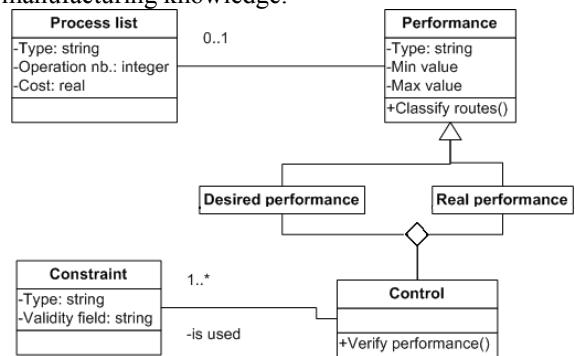 manufacturing knowledge.
Process list
-Type: string
-Operation nb.: integer
-Cost: real
0..1
Performance
-Type: string
-Min value
-Max value
+Classify routes()
Desired performance
Real performance
Constraint
-Type: string
-Validity field: string
1..*
-is used
Control
+Verify performance()